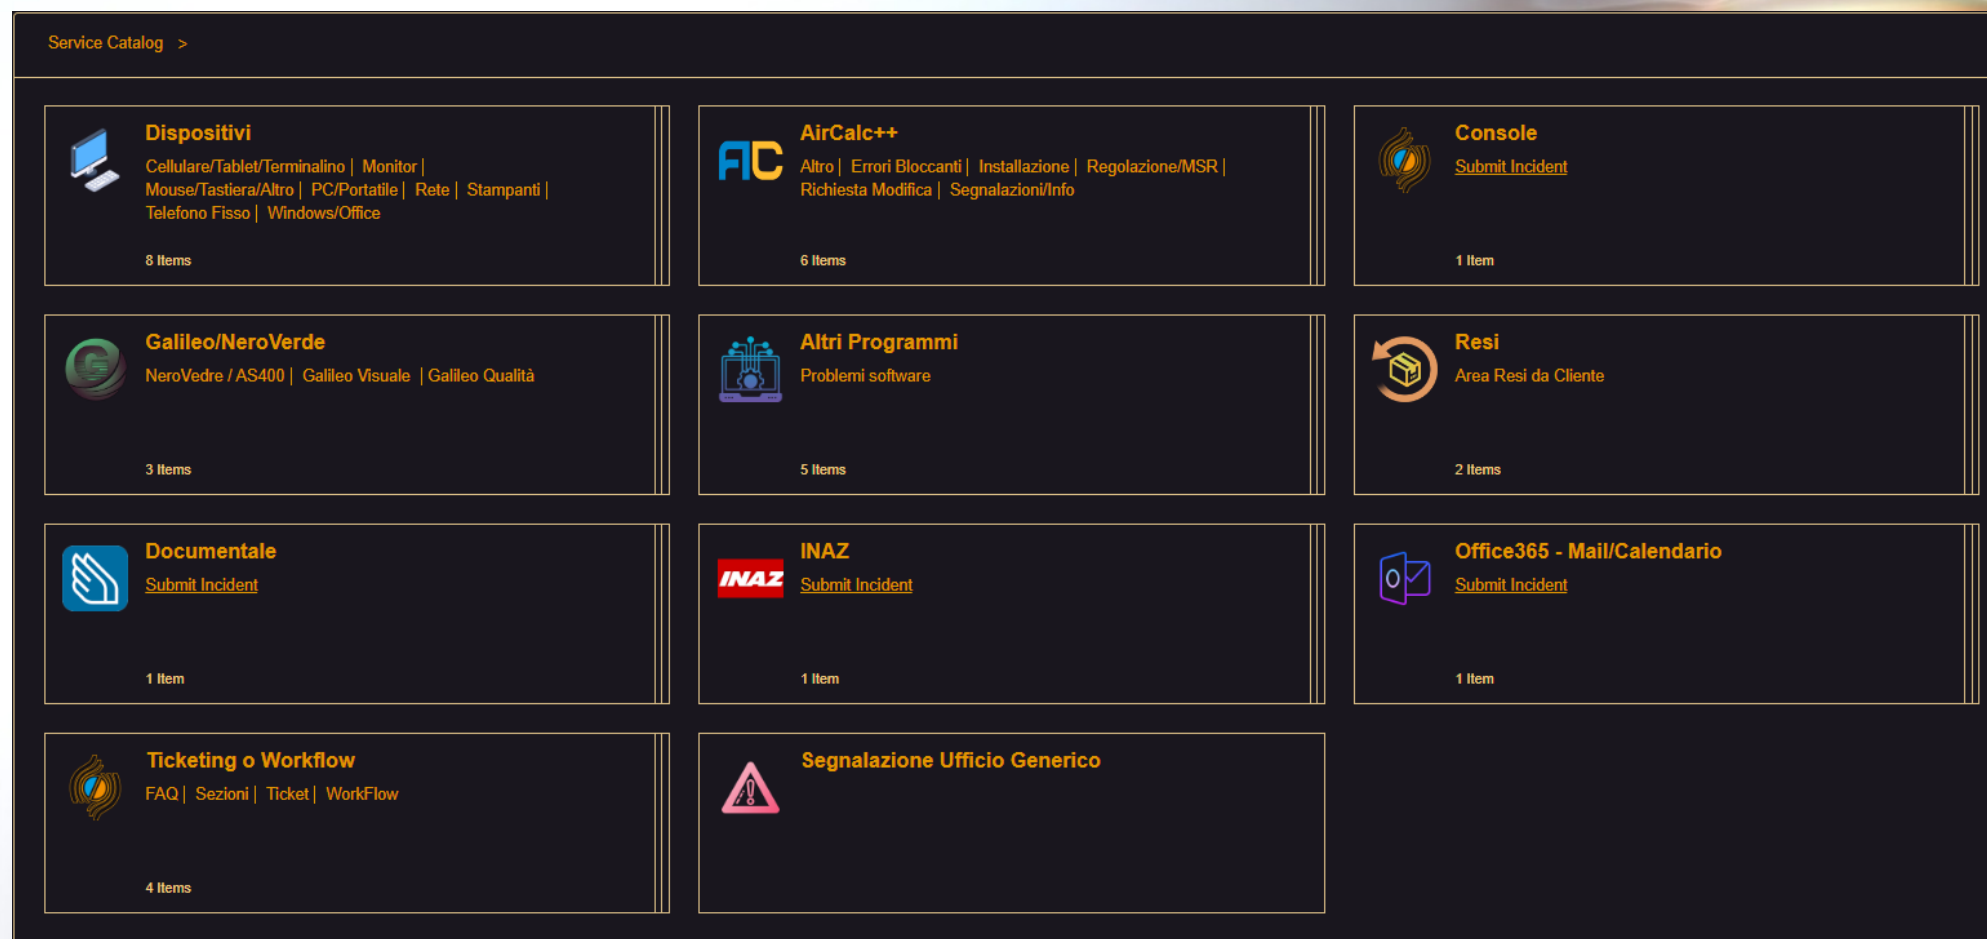 Service Catalog >
Dispositivi
Cellulare/Tablet/Terminalino | Monitor |
Mouse/Tastiera/Altro | PC/Portatile | Rete | Stampanti |
Telefono Fisso | Windows/Office
8 Items
AirCalc++
Altro | Errori Bloccanti | Installazione | Regolazione/MSR |
Richiesta Modifica | Segnalazioni/Info
6 Items
Console
Submit Incident
1 Item
Galileo/NeroVerde
NeroVedre / AS400 | Galileo Visuale | Galileo Qualità
3 Items
Altri Programmi
Problemi software
5 Items
Resi
Area Resi da Cliente
2 Items
Documentale
Submit Incident
1 Item
INAZ
INAZ
Submit Incident
1 Item
Office365 - Mail/Calendario
Submit Incident
1 Item
Ticketing o Workflow
FAQ | Sezioni | Ticket | WorkFlow
4 Items
Segnalazione Ufficio Generico